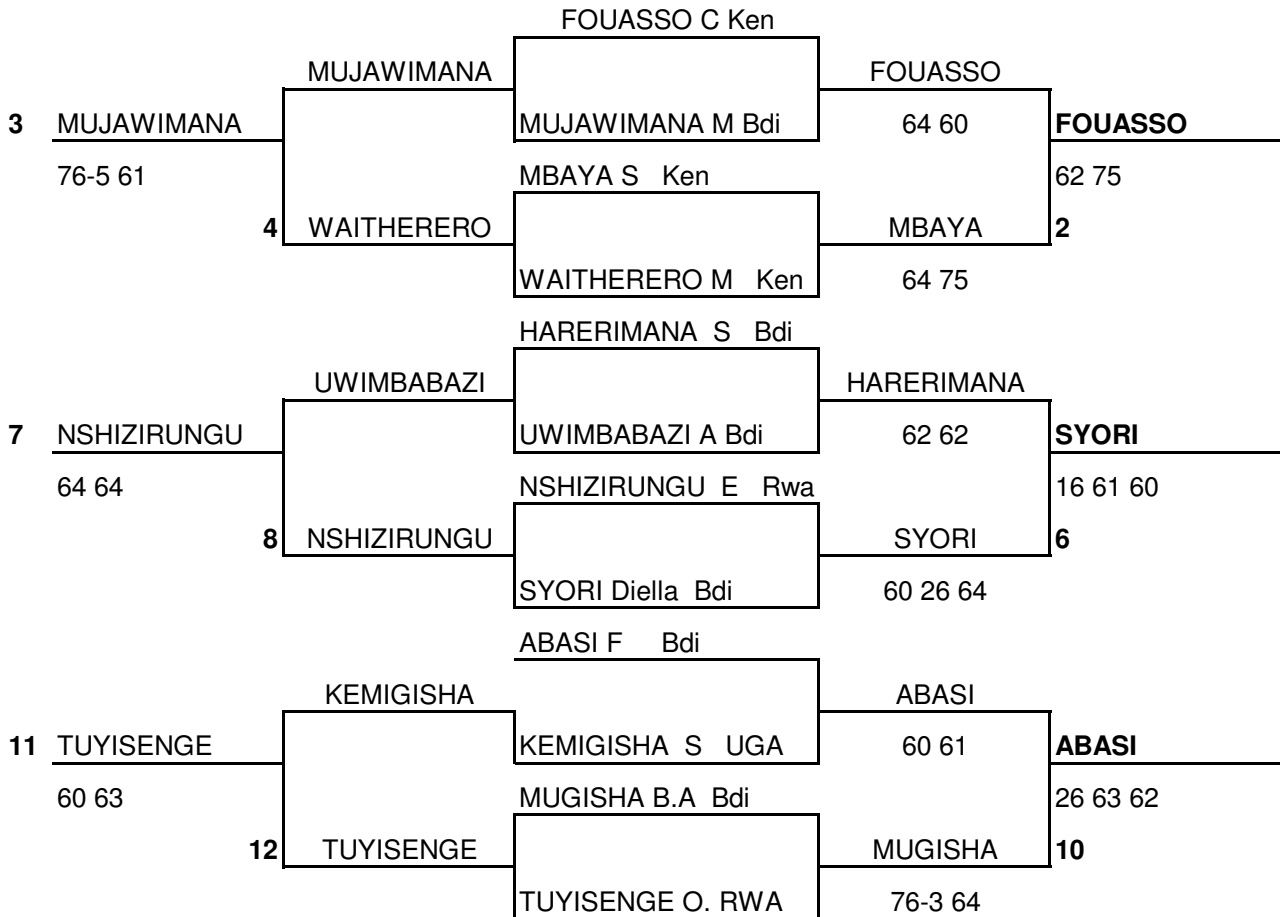 FOUASSO C Ken
MUJAWIMANA FOUASSO
3 MUJAWIMANA MUJAWIMANA M Bdi 64 60 FOUASSO
76-5 61 MBAYA S Ken 62 75
4 WAITHERERO MBAYA 2
WAITHERERO M Ken 64 75
HARERIMANA S Bdi
UWIMBABAZI HARERIMANA
7 NSHIZIRUNGU UWIMBABAZI A Bdi 62 62 SYORI
64 64 NSHIZIRUNGU E Rwa 16 61 60
8 NSHIZIRUNGU SYORI 6
SYORI Diella Bdi 60 26 64
ABASI F Bdi
KEMIGISHA ABASI
11 TUYISENGE KEMIGISHA S UGA 60 61 ABASI
60 63 MUGISHA B.A Bdi 26 63 62
12 TUYISENGE MUGISHA 10
TUYISENGE O. RWA 76-3 64